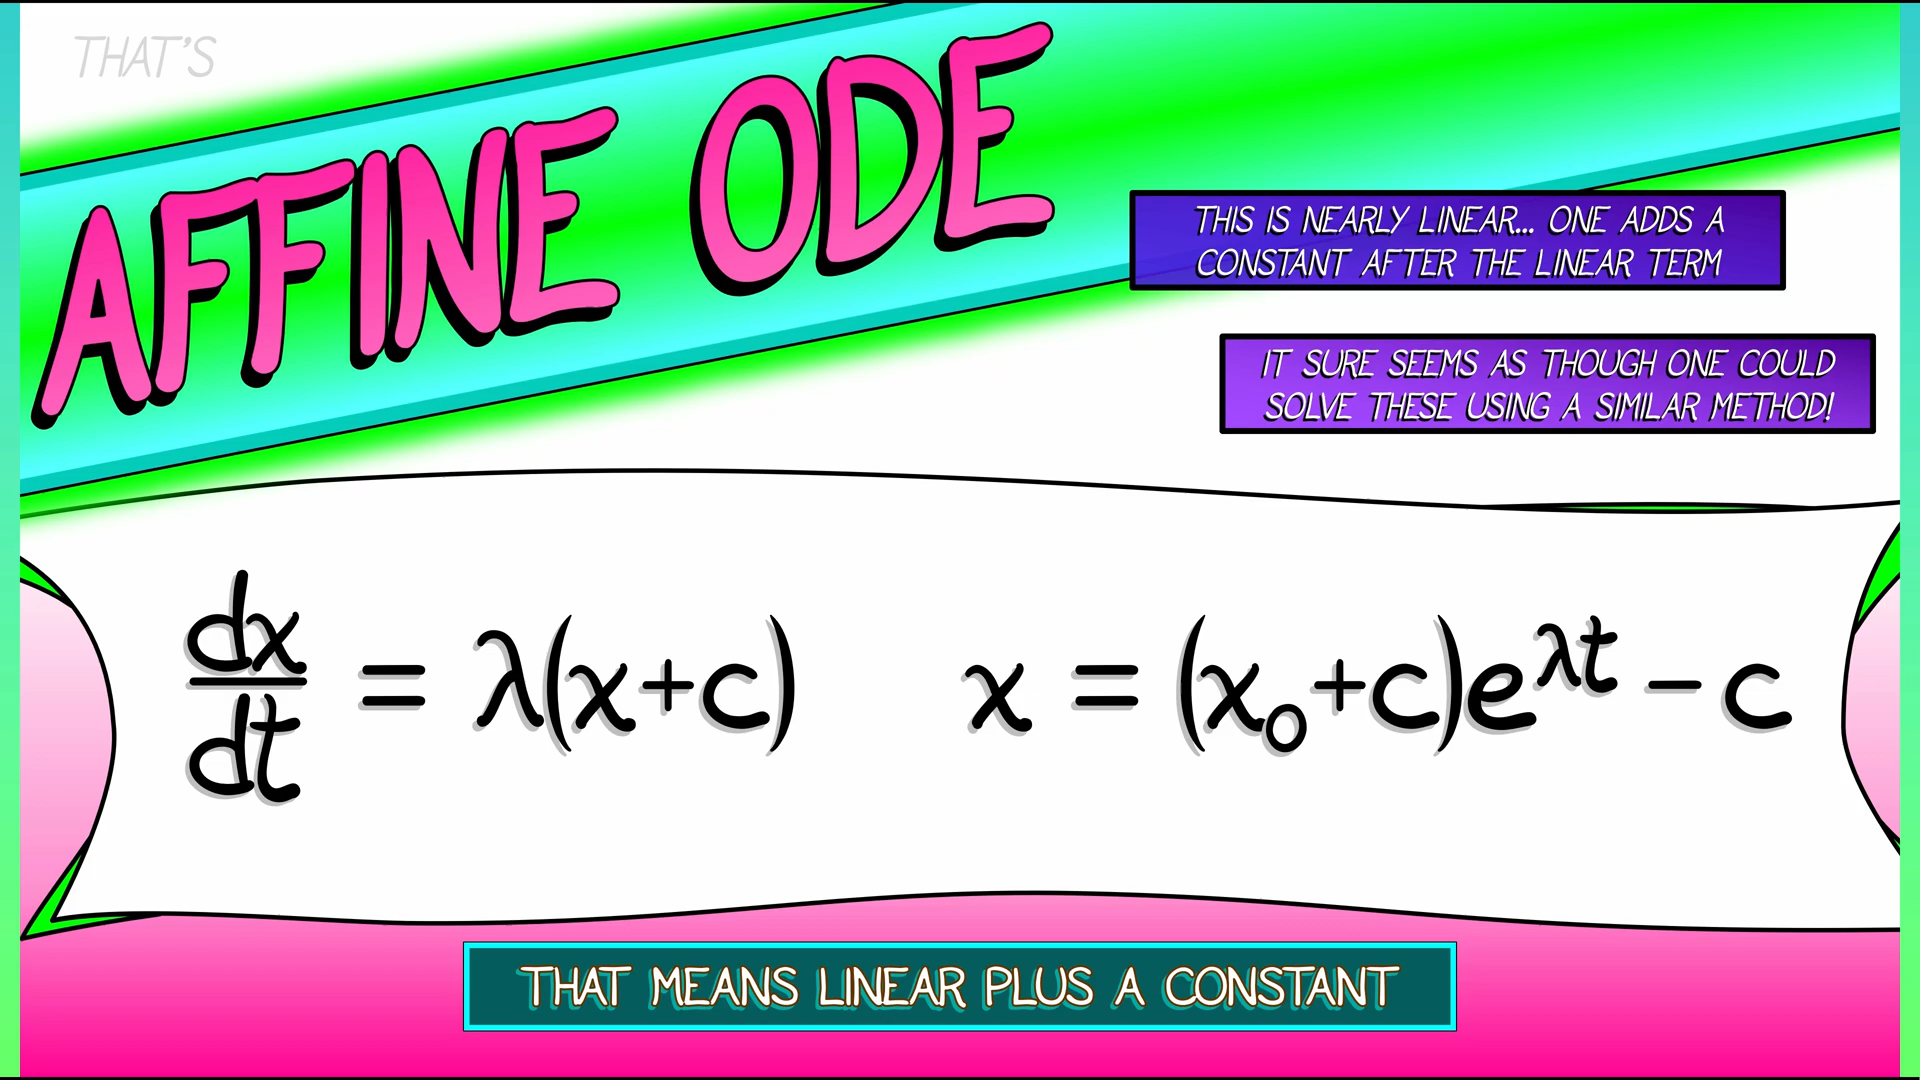 THAT'S
AFFINE ODE
THIS IS NEARLY LINEAR... ONE ADDS A
CONSTANT AFTER THE LINEAR TERM
IT SURE SEEMS AS THOUGH ONE COULD
SOLVE THESE USING A SIMILAR METHOD!
dx/dt = λ(x+c)
x = (x₀+c)e^{λt} − c
THAT MEANS LINEAR PLUS A CONSTANT